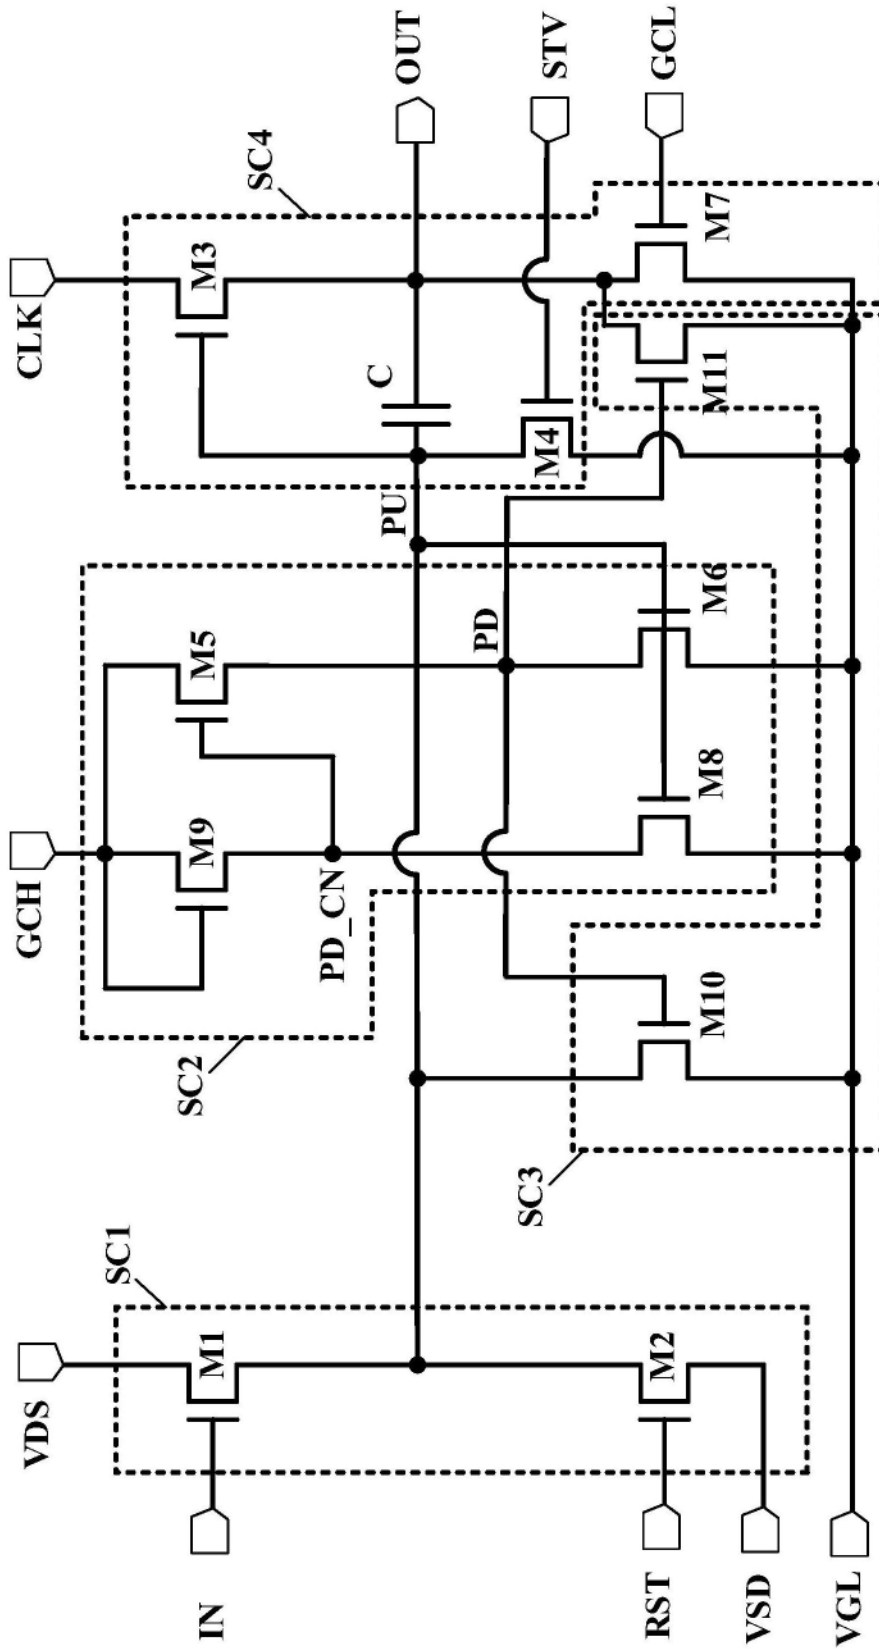 CLK
GCH
VDS
SC4
M3
OUT
C
STV
GCL
M7
M11
M4
PU
M5
M9
PD
PD_CN
M6
M8
SC2
M10
SC3
SC1
M1
M2
IN
RST
VSD
VGL